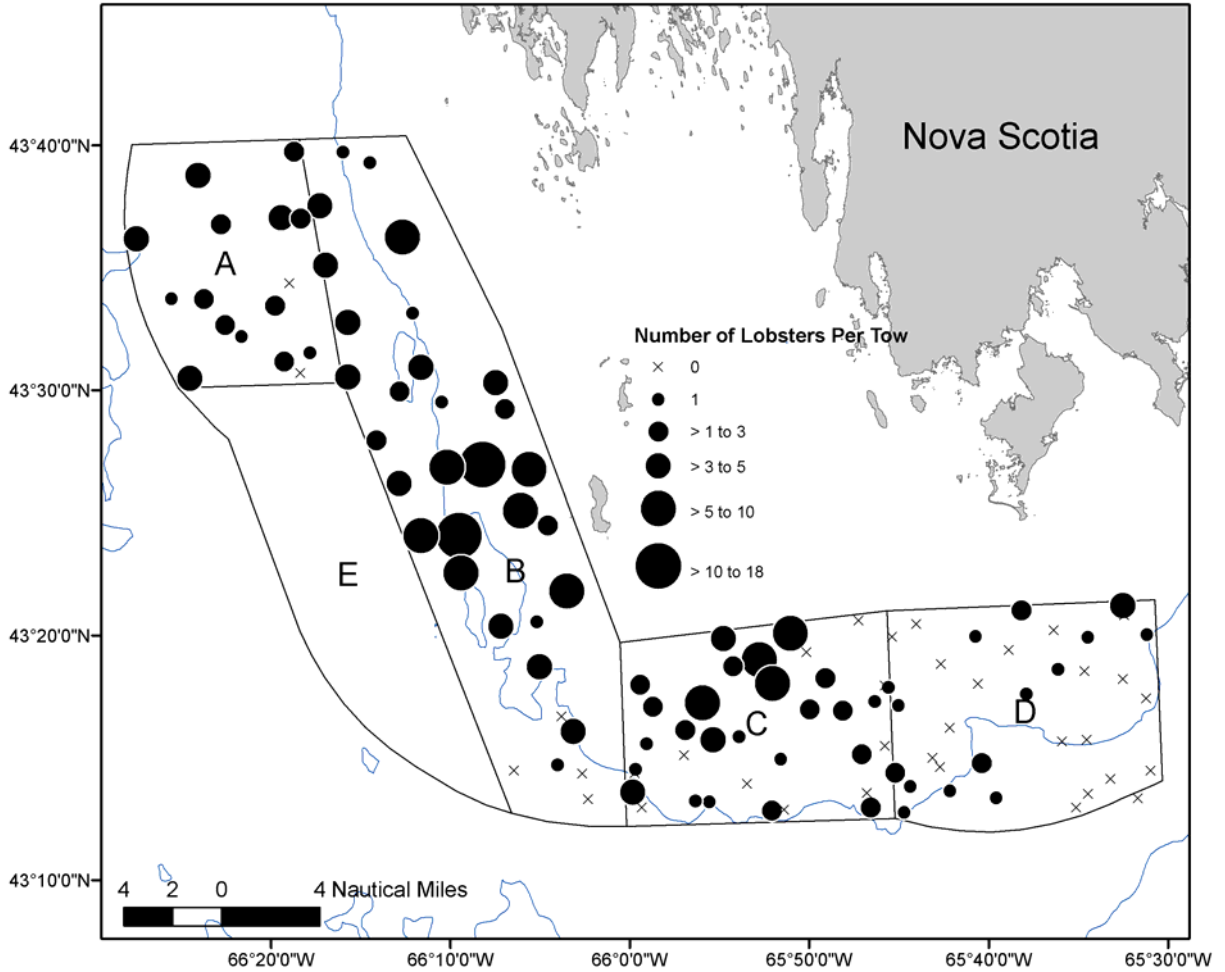 Nova Scotia
43°40'0"N
A
Number of Lobsters Per Tow
× 0
1
> 1 to 3
> 3 to 5
> 5 to 10
> 10 to 18
43°30'0"N
E
B
43°20'0"N
C
D
43°10'0"N
4 2 0 4 Nautical Miles
66°20'0"W 66°10'0"W 66°0'0"W 65°50'0"W 65°40'0"W 65°30'0"W